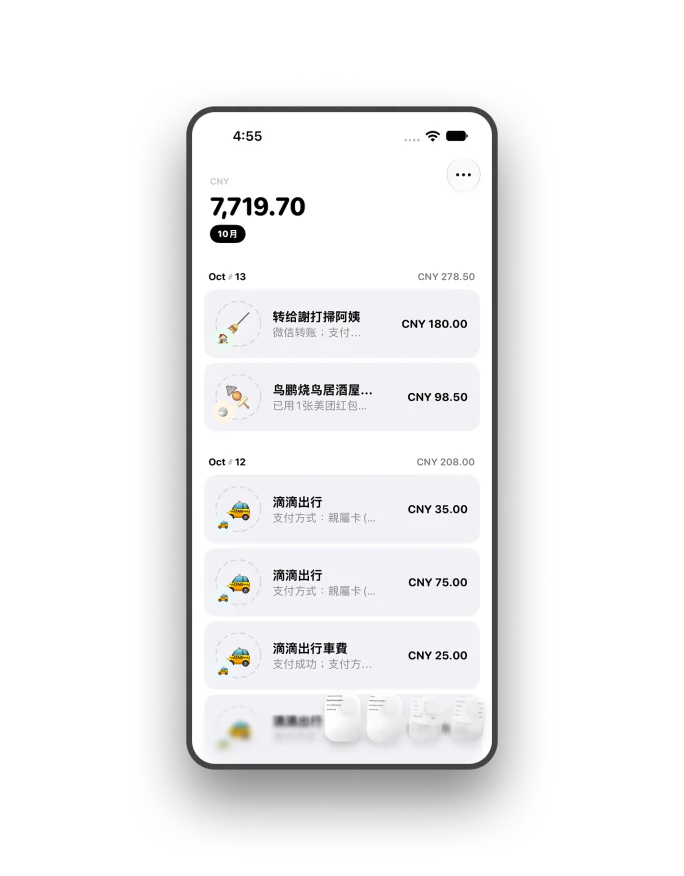 4:55
CNY
7,719.70
10月
Oct 13
CNY 278.50
转给謝打掃阿姨
微信转账；支付...
CNY 180.00
鸟鹏烧鸟居酒屋...
已用1张美团红包...
CNY 98.50
Oct 12
CNY 208.00
滴滴出行
支付方式：親屬卡(...
CNY 35.00
滴滴出行
支付方式：親屬卡(...
CNY 75.00
滴滴出行車費
支付成功；支付方...
CNY 25.00
滴滴出行